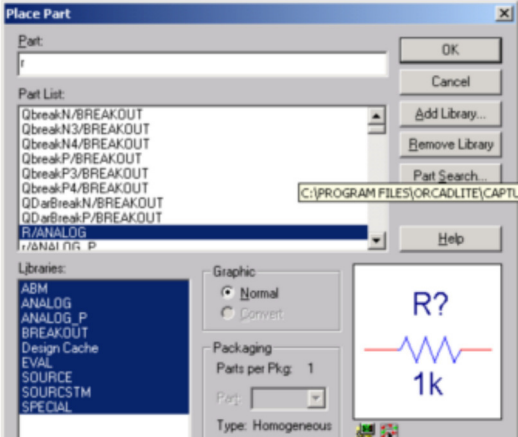 Place Part
Part:
r
OK
Cancel
Part List:
QbreakN/BREAKOUT
QbreakN3/BREAKOUT
QbreakN4/BREAKOUT
QbreakP/BREAKOUT
QbreakP3/BREAKOUT
QbreakP4/BREAKOUT
QDarBreakN/BREAKOUT
QDarBreakP/BREAKOUT
R/ANALOG
r/ANALOG_P
Add Library...
Remove Library
Part Search...
C:\PROGRAM FILES\ORCADLITE\CAPTU
Help
Libraries:
ABM
ANALOG
ANALOG_P
BREAKOUT
Design Cache
EVAL
SOURCE
SOURCSTM
SPECIAL
Graphic
Normal
Convert
Packaging
Parts per Pkg: 1
Part:
Type: Homogeneous
R?
1k